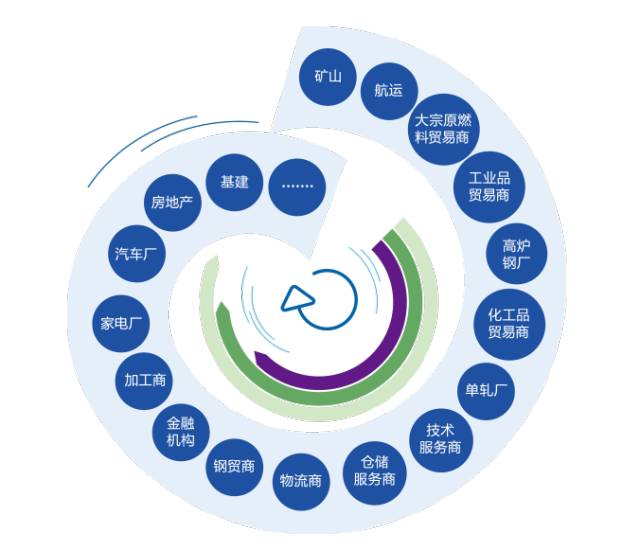 矿山
航运
大宗原燃
料贸易商
工业品
贸易商
高炉
钢厂
化工品
贸易商
单轧厂
技术
服务商
仓储
服务商
物流商
钢贸商
金融
机构
加工商
家电厂
汽车厂
房地产
基建
·······